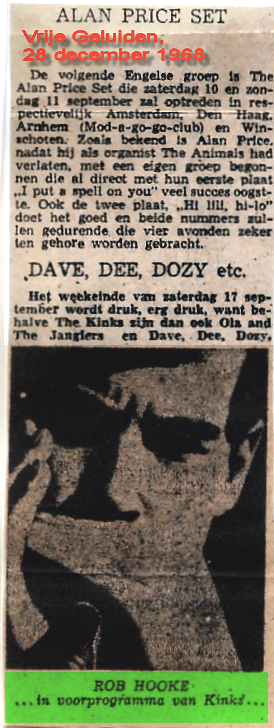 ALAN PRICE SET
Vrije Geluiden,
28 december 1968
De volgende Engelse groep is The
Alan Price Set die zaterdag 10 en zon-
dag 11 september zal optreden in res-
pectievelijk Amsterdam, Den Haag,
Arnhem (Mod-a-go-go-club) en Win-
schoten. Zoals bekend is Alan Price,
nadat hij als organist The Animals had
verlaten, met een eigen groep begon-
nen die al direct met hun eerste plaat
„I put a spell on you” veel succes oogst-
te. Ook de twee plaat, „Hi lili, hi-lo”
doet het goed en beide nummers zul-
len gedurende die vier avonden zeker
ten gehore worden gebracht.
DAVE, DEE, DOZY etc.
Het weekeinde van zaterdag 17 sep-
tember wordt druk, erg druk, want be-
halve The Kinks zijn dan ook Ola and
The Janglers en Dave, Dee, Dozy,
ROB HOOKE
...in voorprogramma van Kinks...